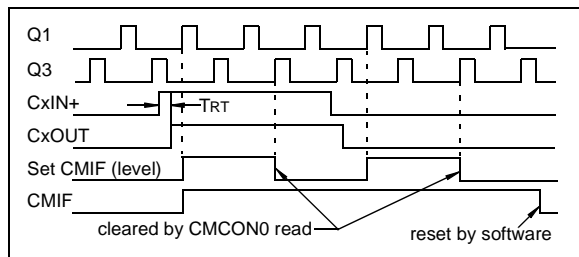 Q1
Q3
CxIN+
TRT
CxOUT
Set CMIF (level)
CMIF
cleared by CMCON0 read
reset by software